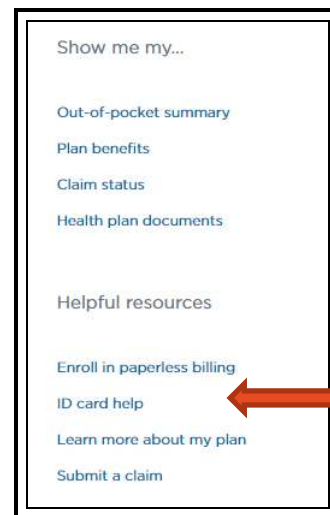 Show me my...
Out-of-pocket summary
Plan benefits
Claim status
Health plan documents
Helpful resources
Enroll in paperless billing
ID card help
Learn more about my plan
Submit a claim